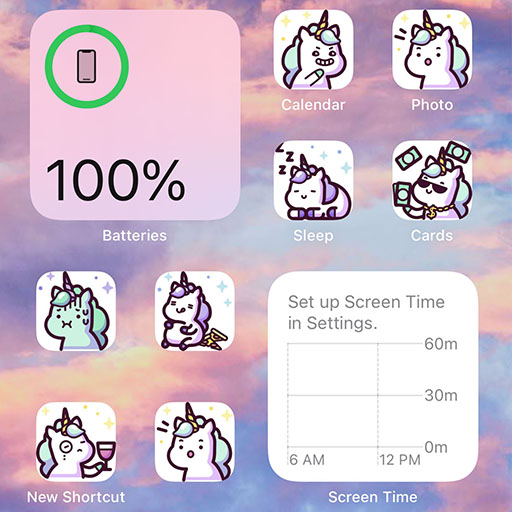 100%
Batteries
Calendar
Photo
z z z
Sleep
Cards
$
New Shortcut
Set up Screen Time
in Settings.
60m
30m
0m
6 AM
12 PM
Screen Time